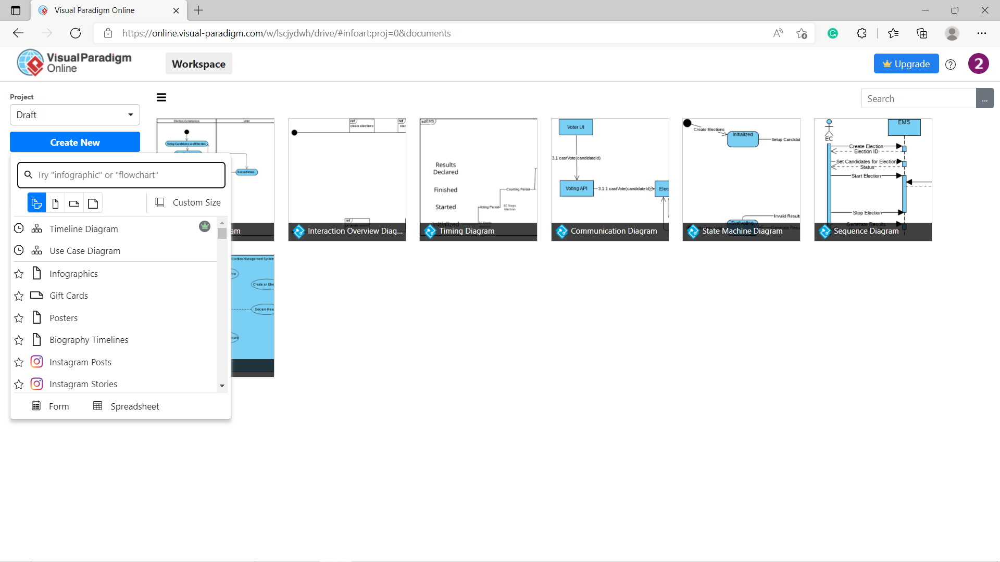 Visual Paradigm Online
https://online.visual-paradigm.com/w/lscjydwh/drive/#infoart:proj=0&documents
Visual Paradigm
Online
Workspace
Upgrade
2
Project
Draft
Search
...
Create New
Try "infographic" or "flowchart"
Custom Size
Timeline Diagram
Use Case Diagram
Infographics
Gift Cards
Posters
Biography Timelines
Instagram Posts
Instagram Stories
Form
Spreadsheet
Election Commission
Voter
Setup Candidates and Election
Record Votes
am
ref
create elections
ref
star
ref
generate results
Interaction Overview Diag...
sd EMS
Results
Declared
Finished
Started
Initialized
Counting Period
Voting Period
EC Stops
Election
EC Starts
Timing Diagram
Voter UI
3.1 castVote(candidateId)
Voting API
3.1.1 castVote(candidateId)
Elec
Communication Diagram
Create Elections
Initialized
Setup Candidat
Invalid Result
Evaluating
Generate Resu
State Machine Diagram
EC
EMS
Create Election
Election ID
Set Candidates for Election
Status
Start Election
Stop Election
Generate Results
Sequence Diagram
Election Management System
Create an Elec
Declare Resu